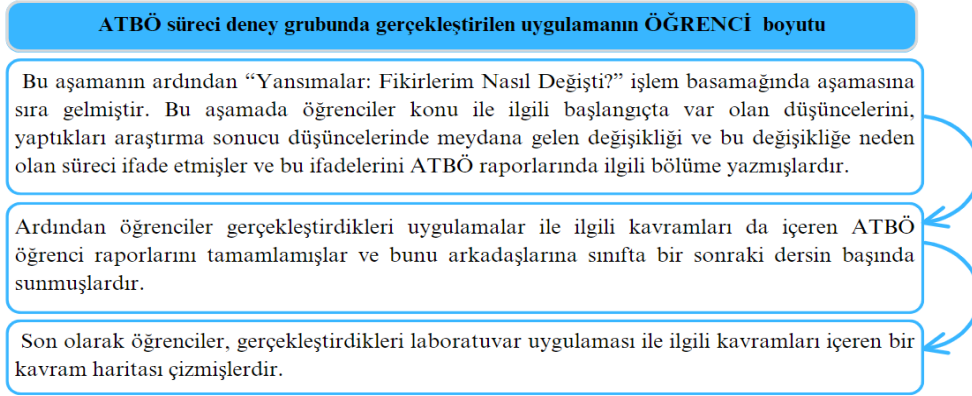 ATBÖ süreci deney grubunda gerçekleştirilen uygulamanın ÖĞRENCİ boyutu
Bu aşamanın ardından “Yansımalar: Fikirlerim Nasıl Değişti?” işlem basamağında aşamasına
sıra gelmiştir. Bu aşamada öğrenciler konu ile ilgili başlangıçta var olan düşüncelerini,
yaptıkları araştırma sonucu düşüncelerinde meydana gelen değişikliği ve bu değişikliğe neden
olan süreci ifade etmişler ve bu ifadelerini ATBÖ raporlarında ilgili bölüme yazmışlardır.
Ardından öğrenciler gerçekleştirdikleri uygulamalar ile ilgili kavramları da içeren ATBÖ
öğrenci raporlarını tamamlamışlar ve bunu arkadaşlarına sınıfta bir sonraki dersin başında
sunmuşlardır.
Son olarak öğrenciler, gerçekleştirdikleri laboratuvar uygulaması ile ilgili kavramları içeren bir
kavram haritası çizmişlerdir.